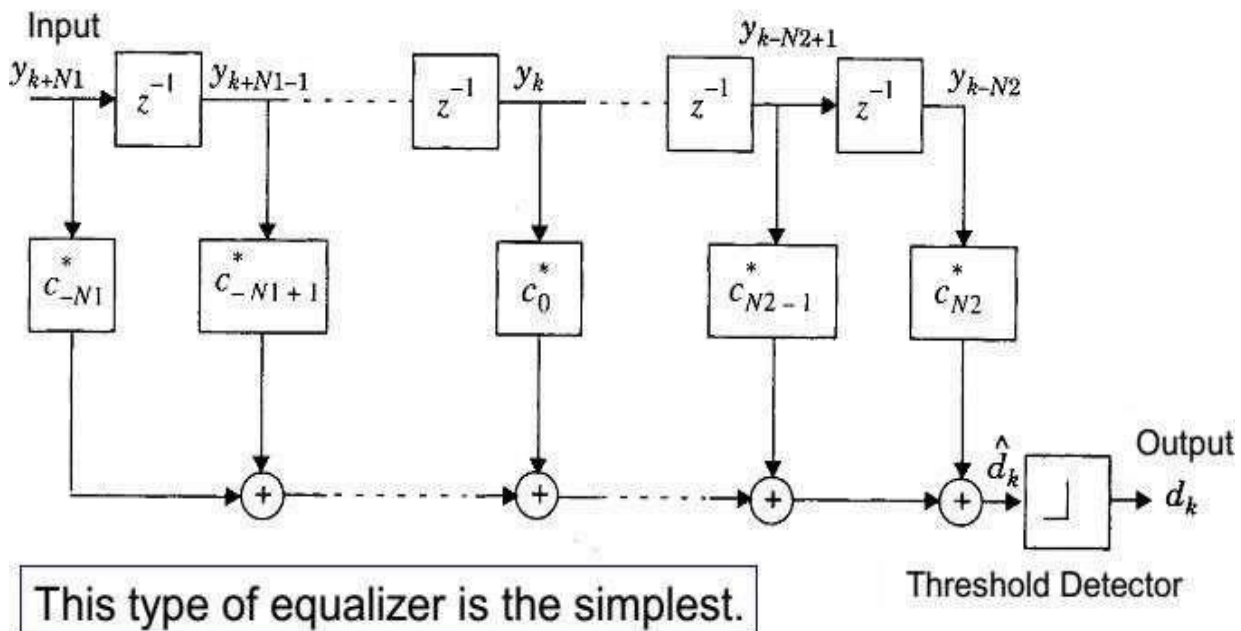 Input
y_{k+N1}
z^{-1}
y_{k+N1-1}
z^{-1}
y_k
z^{-1}
y_{k-N2+1}
z^{-1}
y_{k-N2}
c^*_{-N1}
c^*_{-N1+1}
c^*_0
c^*_{N2-1}
c^*_{N2}
+
+
+
+
\hat{d}_k
Output
d_k
Threshold Detector
This type of equalizer is the simplest.